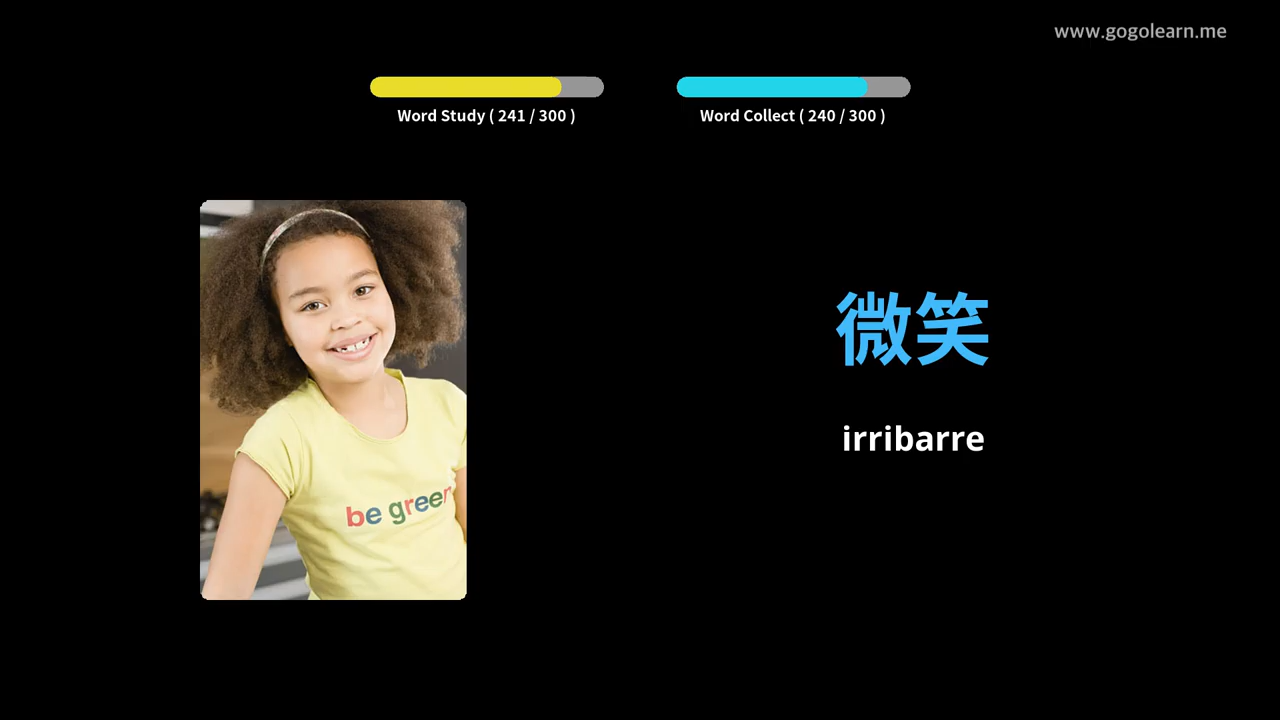 www.gogolearn.me
Word Study ( 241 / 300 )
Word Collect ( 240 / 300 )
微笑
irribarre
be green